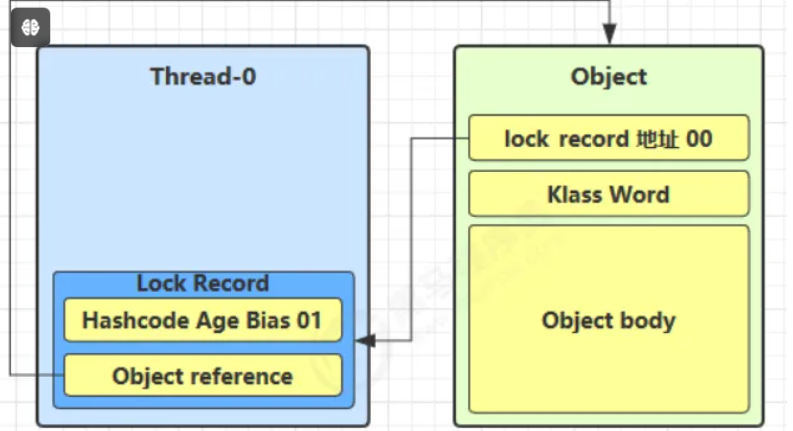 Thread-0
Lock Record
Hashcode Age Bias 01
Object reference
Object
lock record 地址 00
Klass Word
Object body